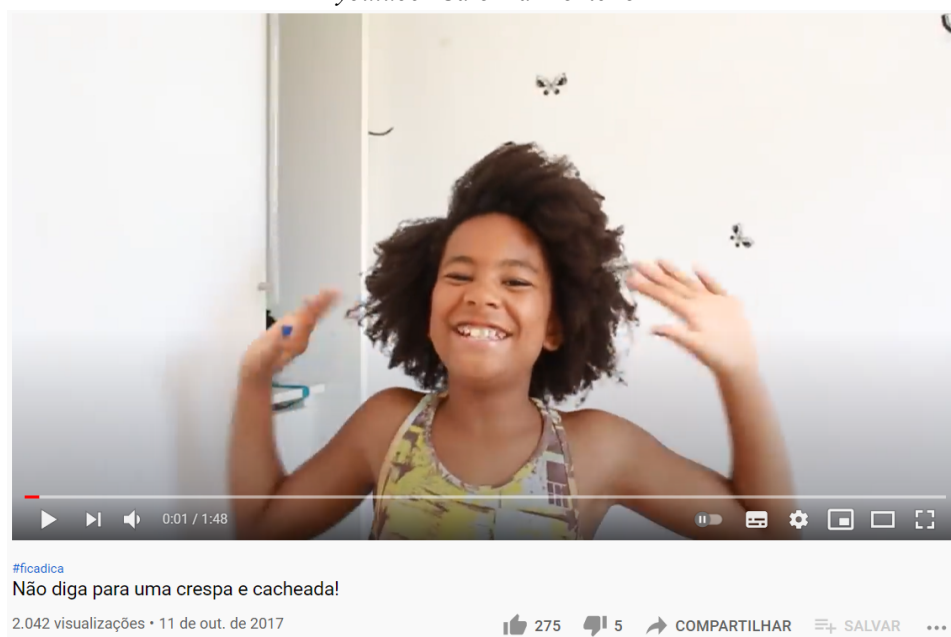 0:01 / 1:48
#ficadica
Não diga para uma crespa e cacheada!
2.042 visualizações • 11 de out. de 2017
275
5
COMPARTILHAR
SALVAR